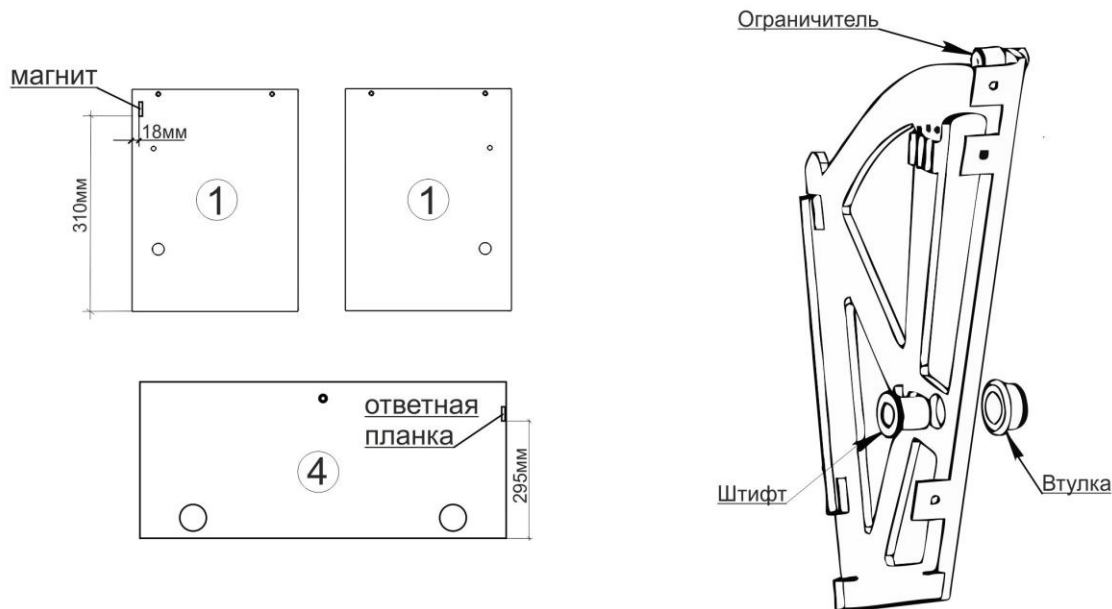 магнит
18мм
310мм
1
1
ответная
планка
295мм
4
Ограничитель
Штифт
Втулка